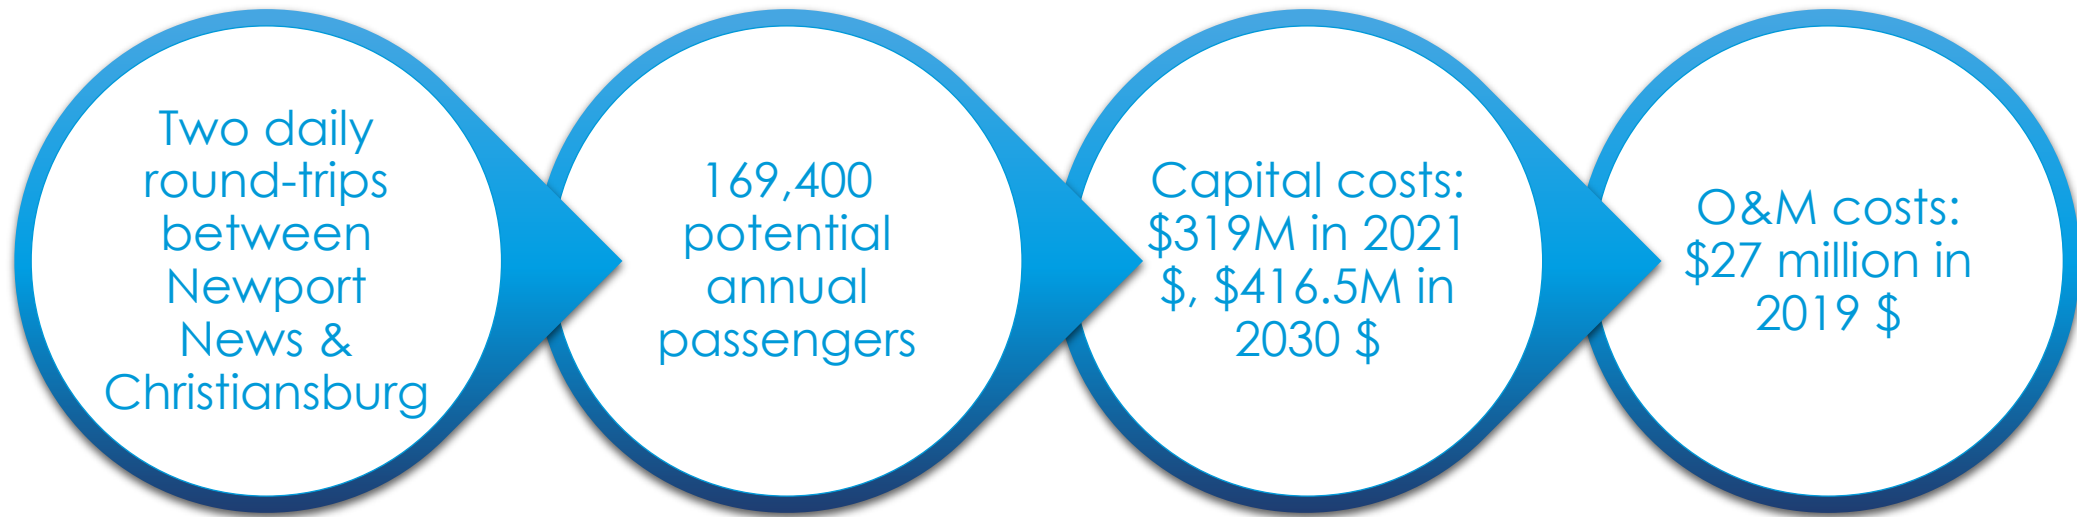 Two daily
round-trips
between
Newport
News &
Christiansburg
169,400
potential
annual
passengers
Capital costs:
$319M in 2021
$, $416.5M in
2030 $
O&M costs:
$27 million in
2019 $